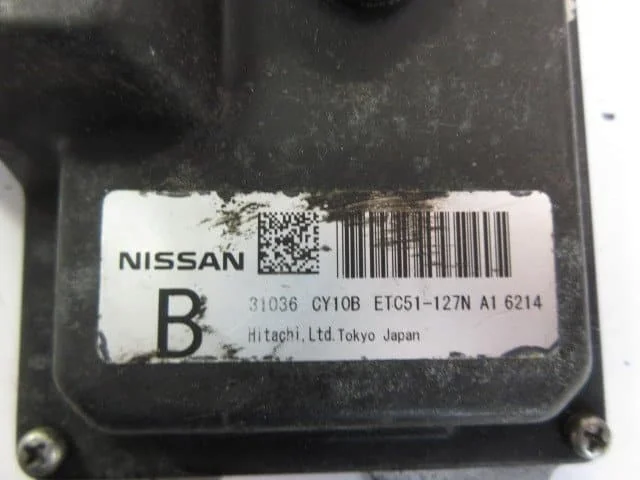 NISSAN
B
31036 CY10B ETC51-127N A1 6214
Hitachi,Ltd.Tokyo Japan